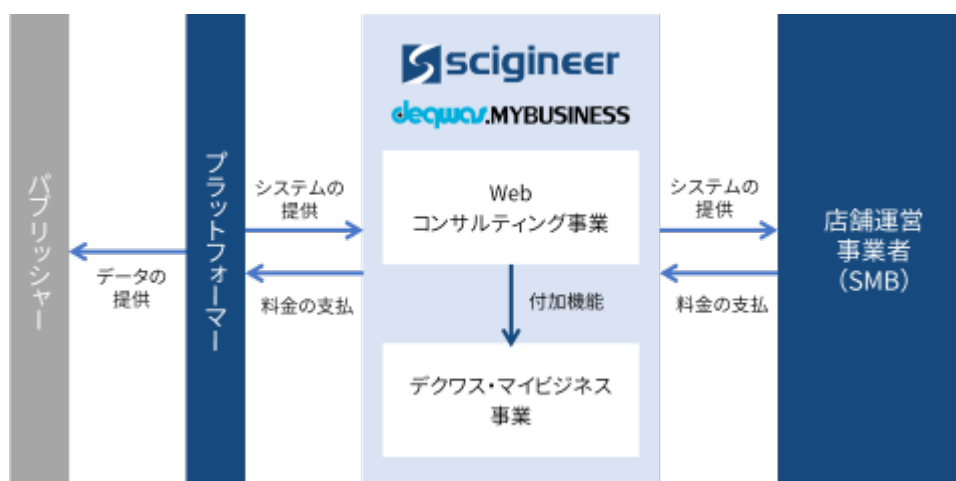 パブリッシャー
データの
提供
プラットフォーマー
システムの
提供
料金の支払
scigineer
deqwas.MYBUSINESS
Web
コンサルティング事業
付加機能
デクワス・マイビジネス
事業
システムの
提供
料金の支払
店舗運営
事業者
（SMB）